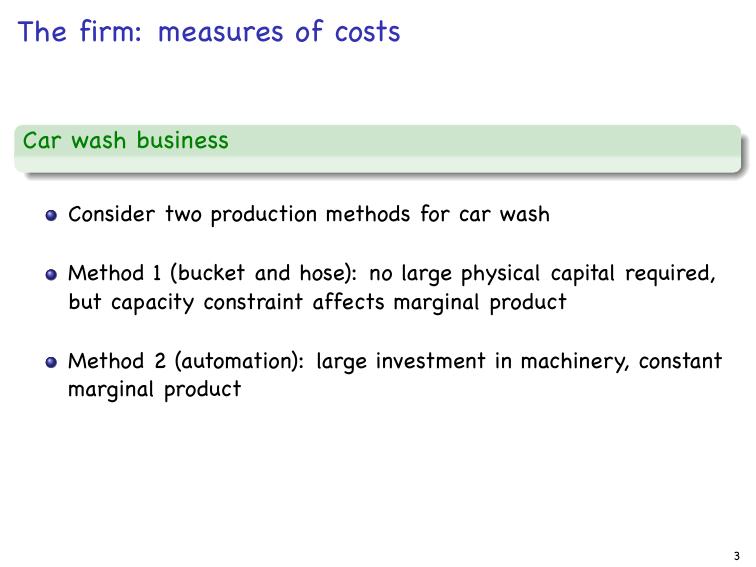 The firm: measures of costs
Car wash business
Consider two production methods for car wash
Method 1 (bucket and hose): no large physical capital required,
but capacity constraint affects marginal product
Method 2 (automation): large investment in machinery, constant
marginal product
3